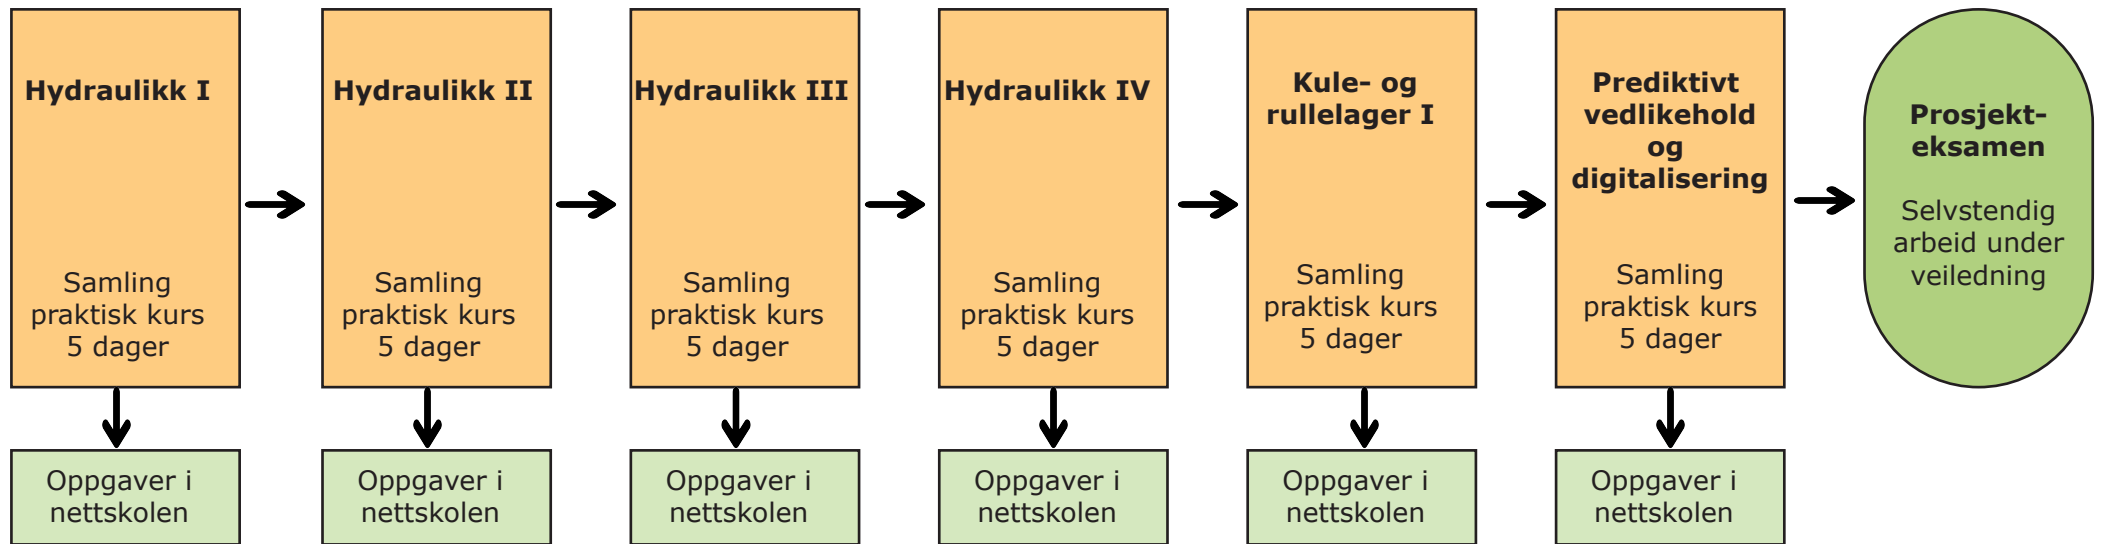 Hydraulikk I
Samling
praktisk kurs
5 dager
Oppgaver i
nettskolen
Hydraulikk II
Samling
praktisk kurs
5 dager
Oppgaver i
nettskolen
Hydraulikk III
Samling
praktisk kurs
5 dager
Oppgaver i
nettskolen
Hydraulikk IV
Samling
praktisk kurs
5 dager
Oppgaver i
nettskolen
Kule- og
rullelager I
Samling
praktisk kurs
5 dager
Oppgaver i
nettskolen
Prediktivt
vedlikehold
og
digitalisering
Samling
praktisk kurs
5 dager
Oppgaver i
nettskolen
Prosjekt-
eksamen
Selvstendig
arbeid under
veiledning